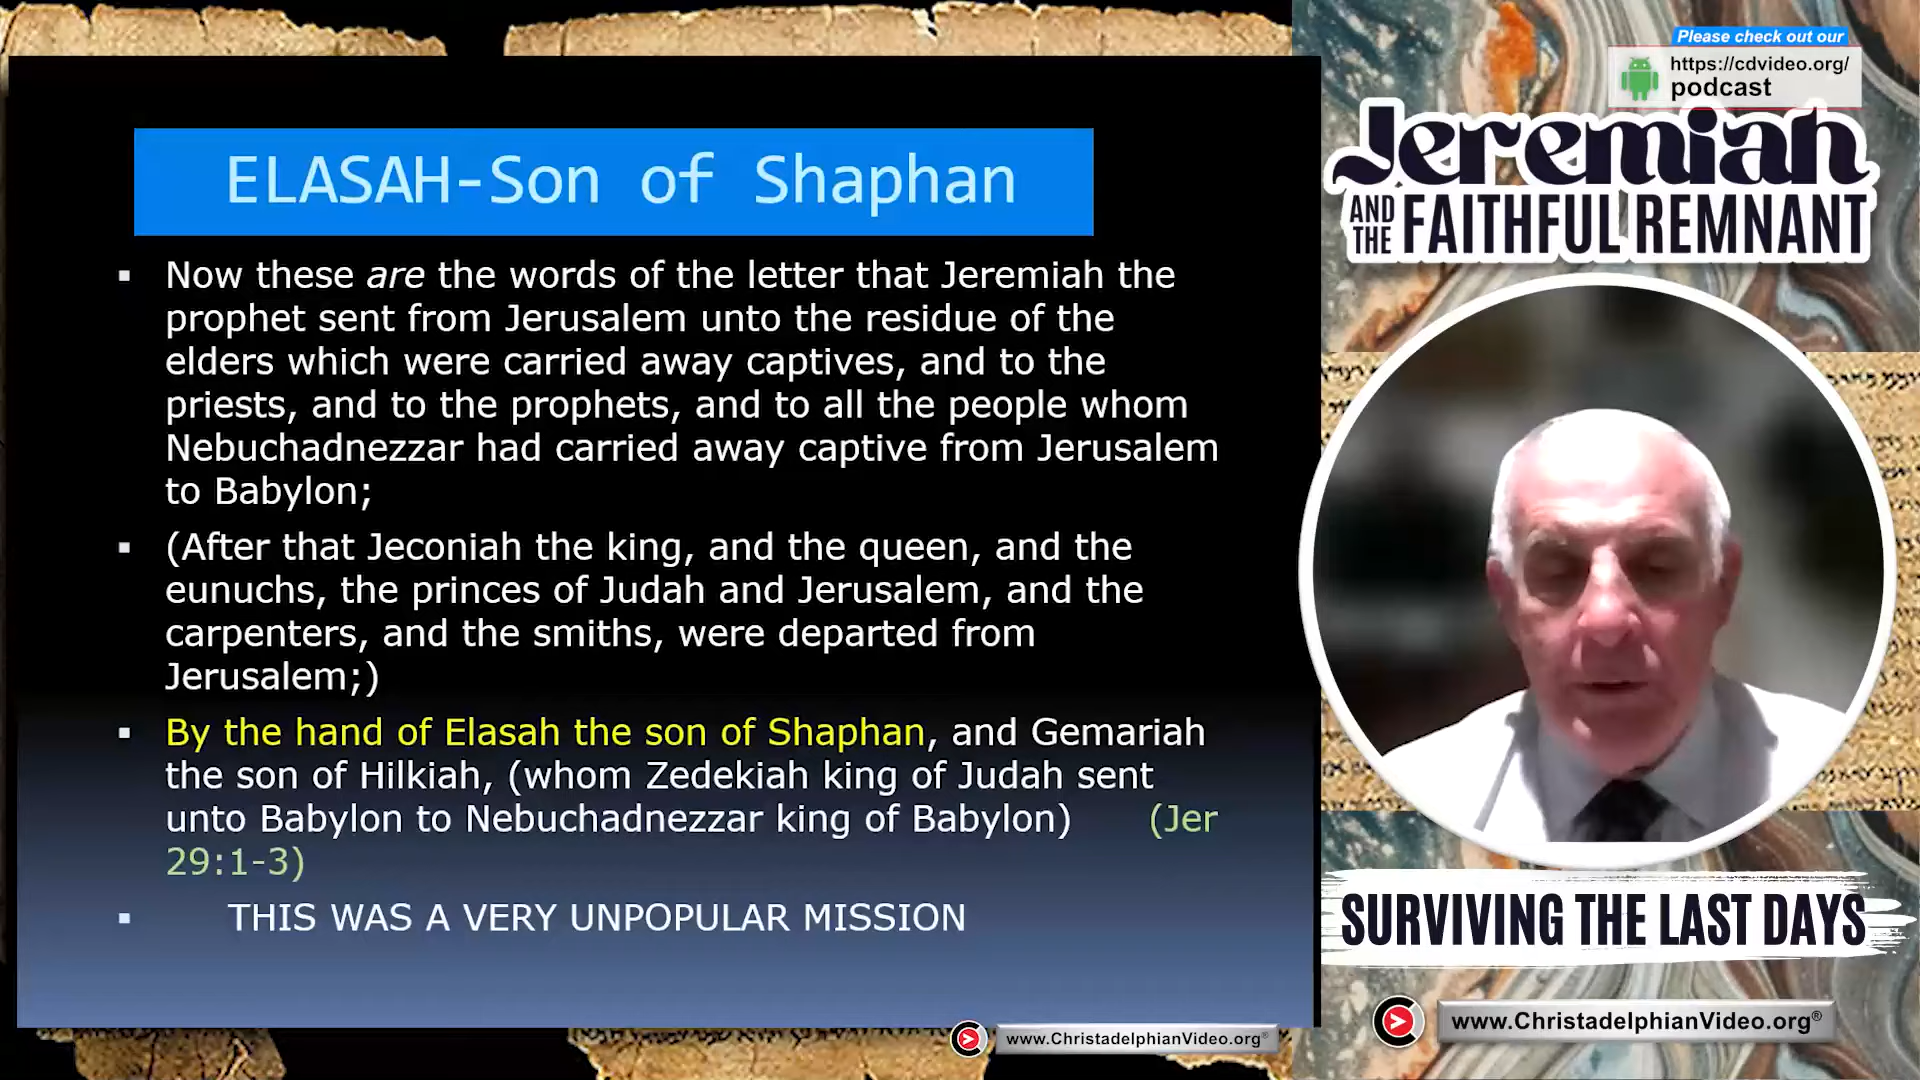 ELASAH-Son of Shaphan
▪ Now these are the words of the letter that Jeremiah the
prophet sent from Jerusalem unto the residue of the
elders which were carried away captives, and to the
priests, and to the prophets, and to all the people whom
Nebuchadnezzar had carried away captive from Jerusalem
to Babylon;
▪ (After that Jeconiah the king, and the queen, and the
eunuchs, the princes of Judah and Jerusalem, and the
carpenters, and the smiths, were departed from
Jerusalem;)
▪ By the hand of Elasah the son of Shaphan, and Gemariah
the son of Hilkiah, (whom Zedekiah king of Judah sent
unto Babylon to Nebuchadnezzar king of Babylon) (Jer
29:1-3)
▪ THIS WAS A VERY UNPOPULAR MISSION
www.ChristadelphianVideo.org®
Please check out our
https://cdvideo.org/
podcast
Jeremiah
AND THE FAITHFUL REMNANT
SURVIVING THE LAST DAYS
www.ChristadelphianVideo.org®